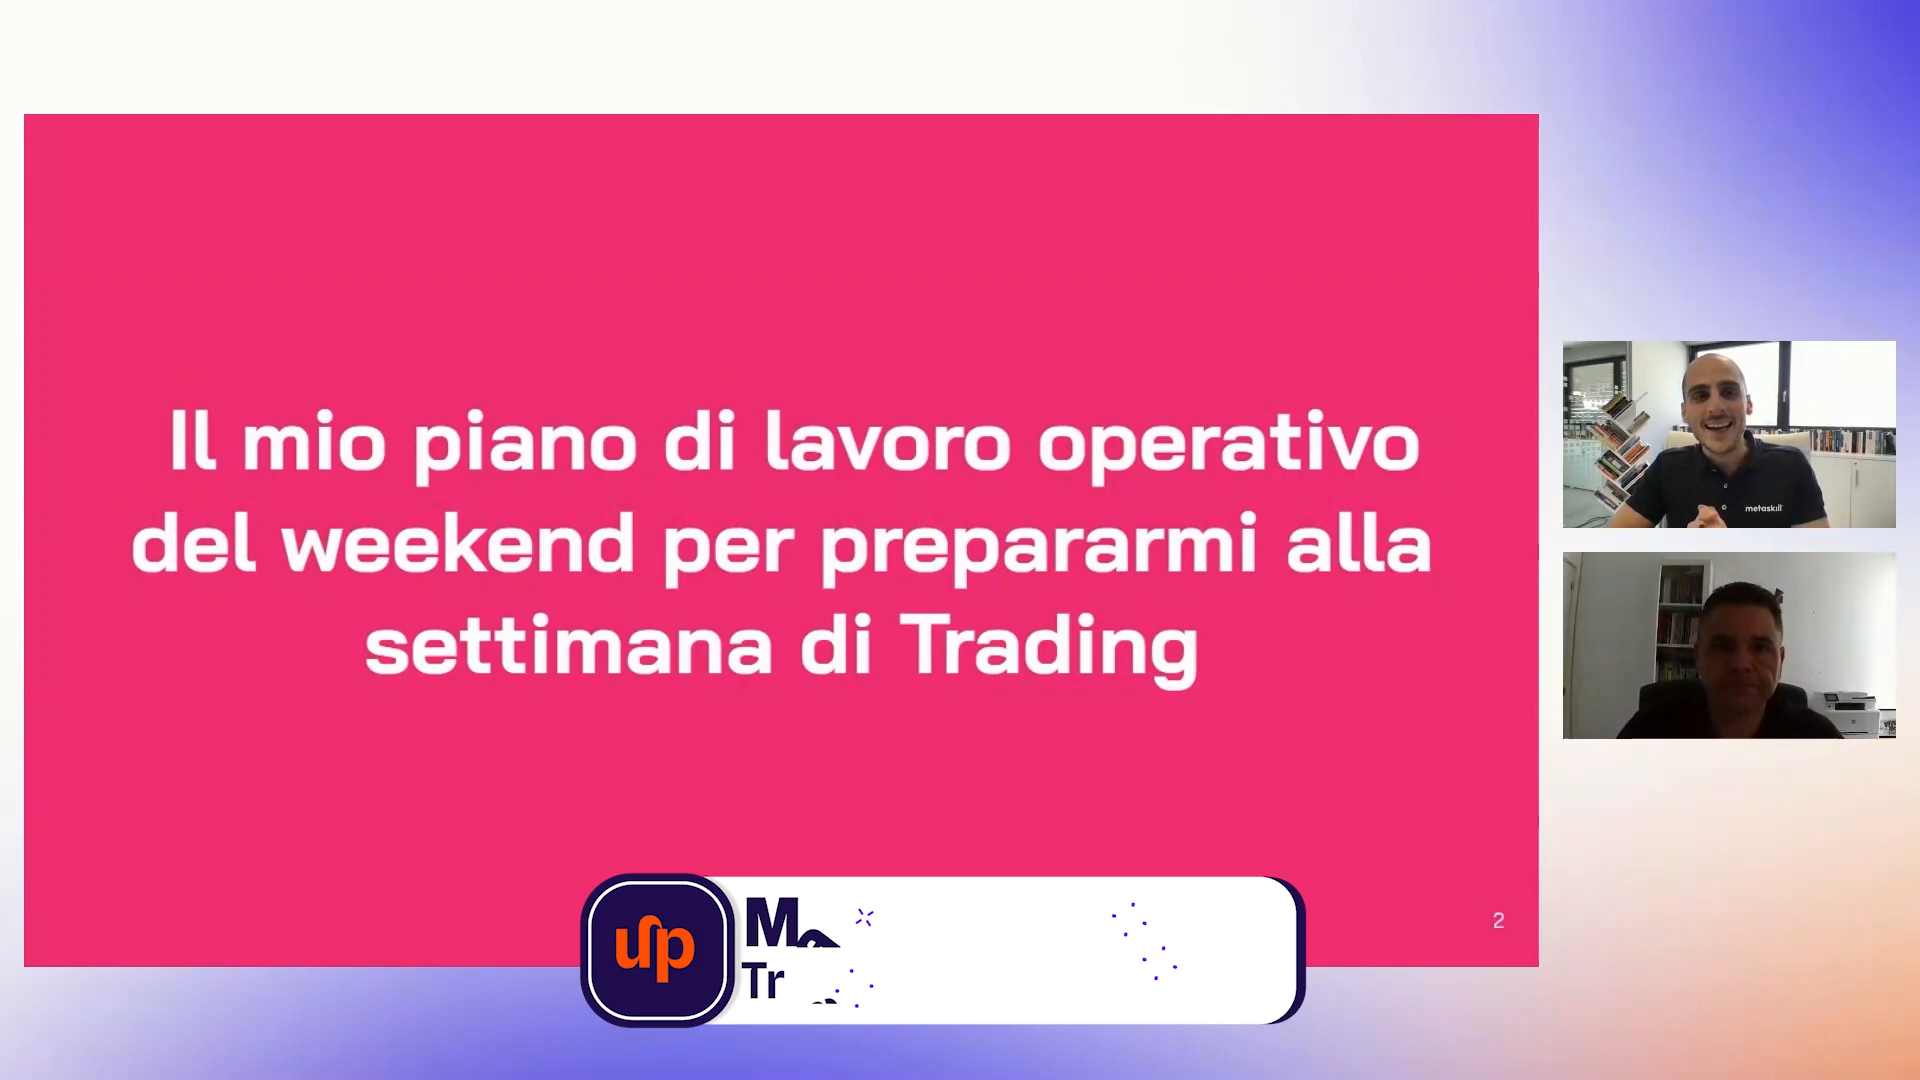 Il mio piano di lavoro operativo
del weekend per prepararmi alla
settimana di Trading
2
metaskill
up
M
Tr